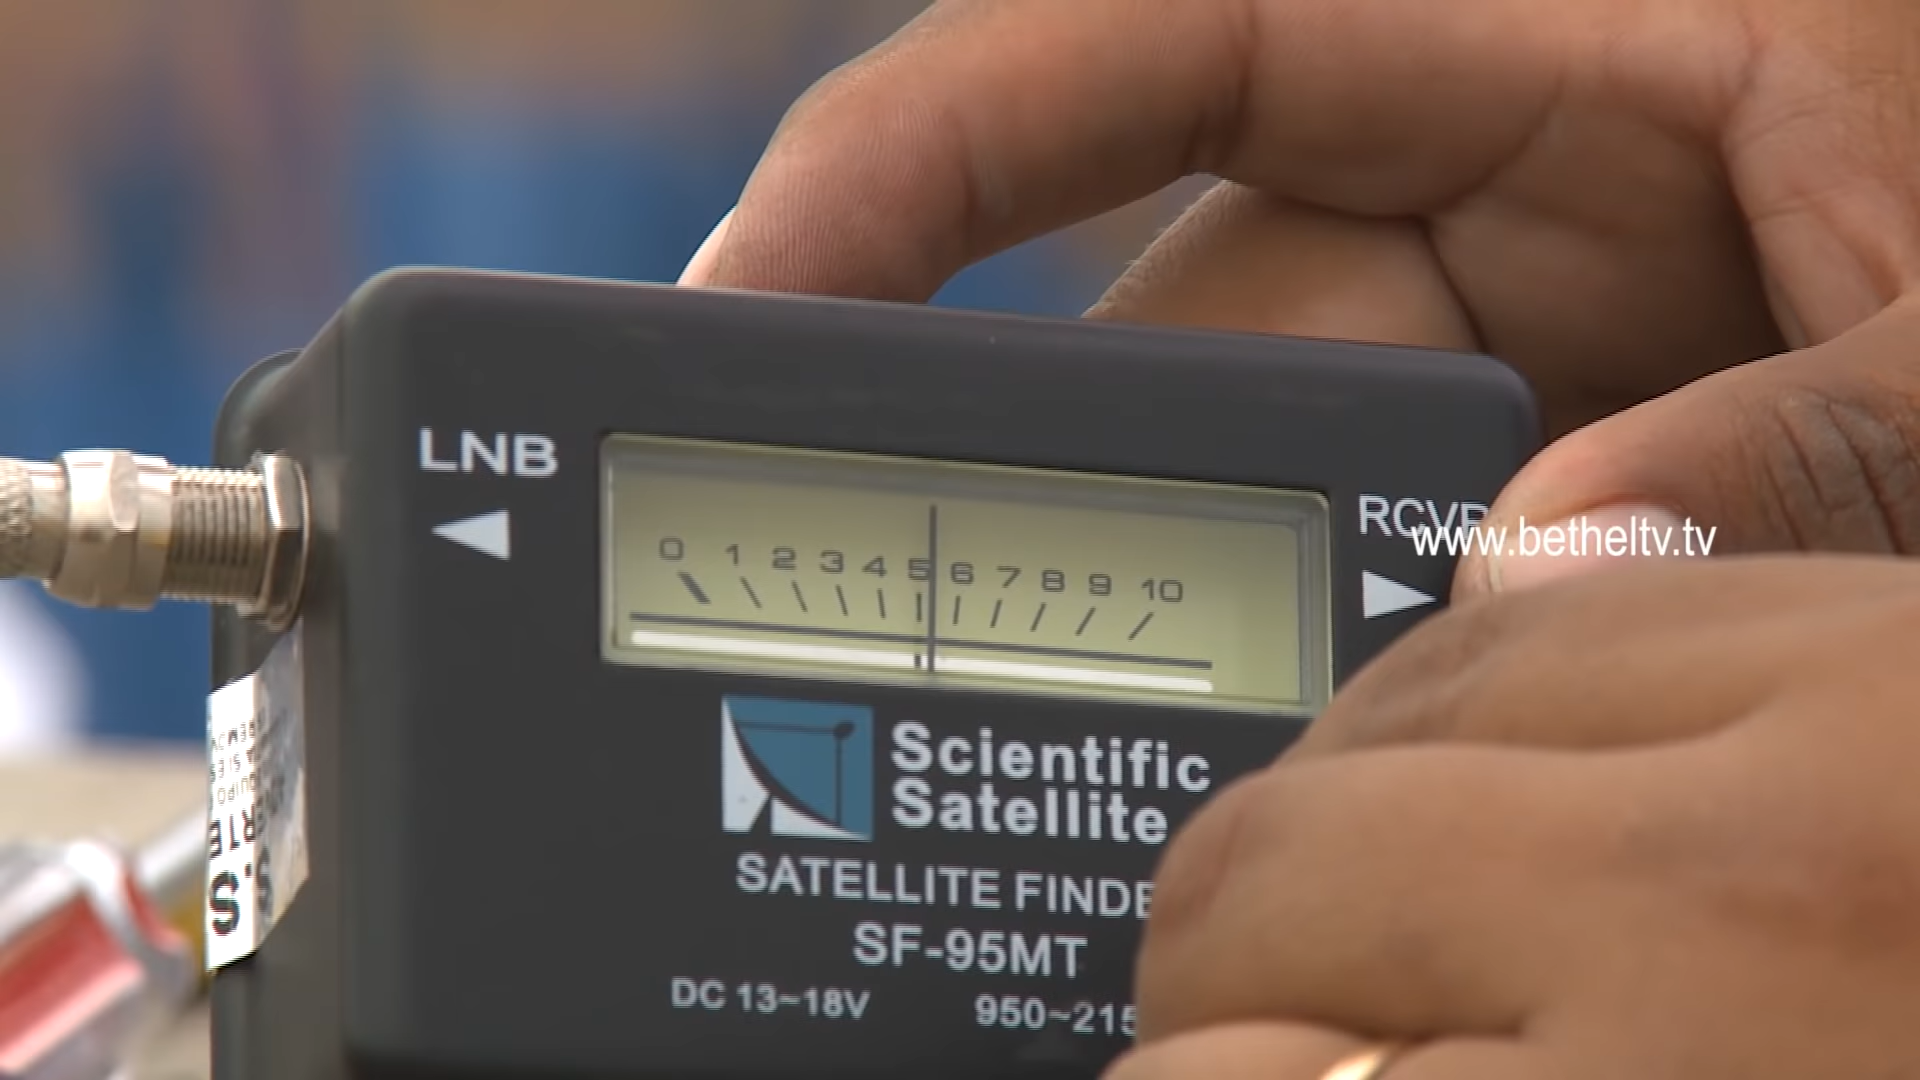 LNB
RCVR
www.betheltv.tv
0 1 2 3 4 5 6 7 8 9 10
Scientific
Satellite
SATELLITE FINDE
SF-95MT
DC 13~18V 950~215
S.S